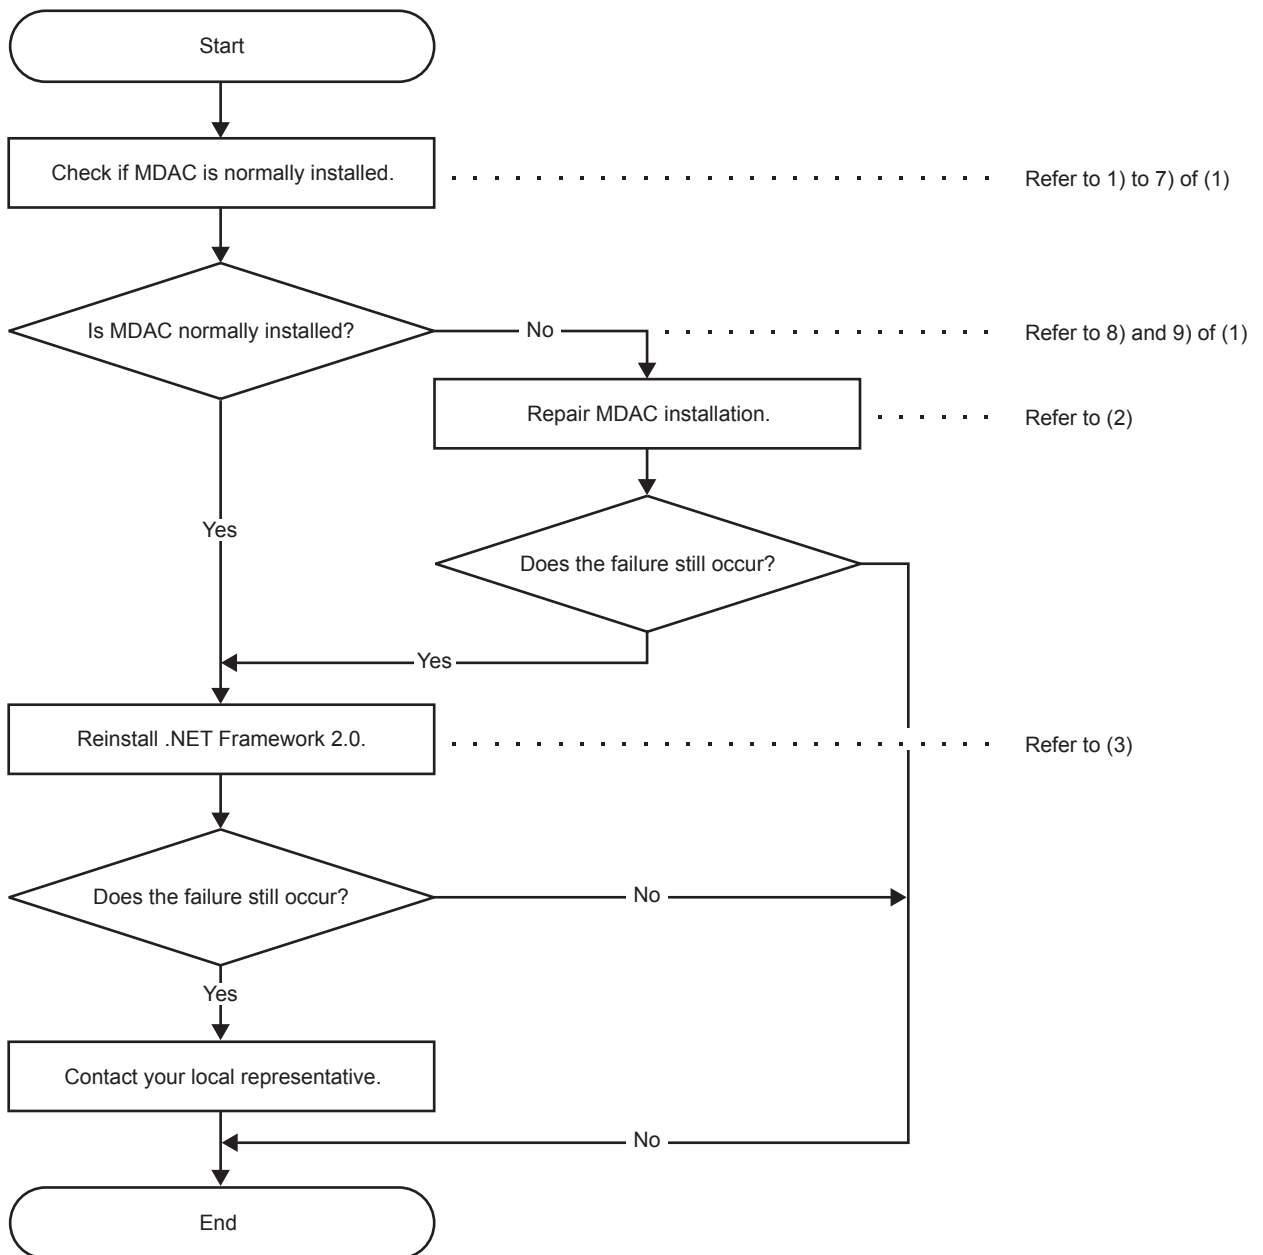 Start
Check if MDAC is normally installed.
Refer to 1) to 7) of (1)
Is MDAC normally installed?
No
Refer to 8) and 9) of (1)
Repair MDAC installation.
Refer to (2)
Yes
Does the failure still occur?
Yes
Reinstall .NET Framework 2.0.
Refer to (3)
Does the failure still occur?
No
Yes
Contact your local representative.
No
End